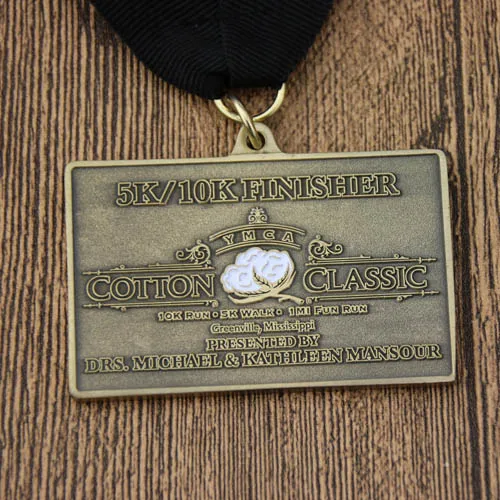 5K/10K FINISHER
YMCA
COTTON CLASSIC
10K RUN • 5K WALK • 1MI FUN RUN
Greenville, Mississippi
PRESENTED BY
DRS. MICHAEL & KATHLEEN MANSOUR